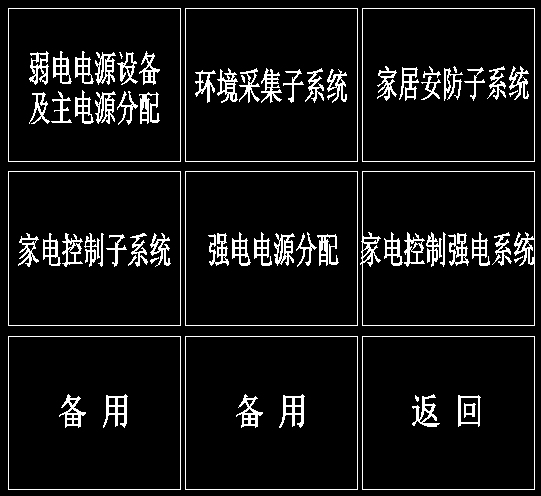 弱电电源设备
及主电源分配
环境采集子系统
家居安防子系统
家电控制子系统
强电电源分配
家电控制强电系统
备 用
备 用
返 回